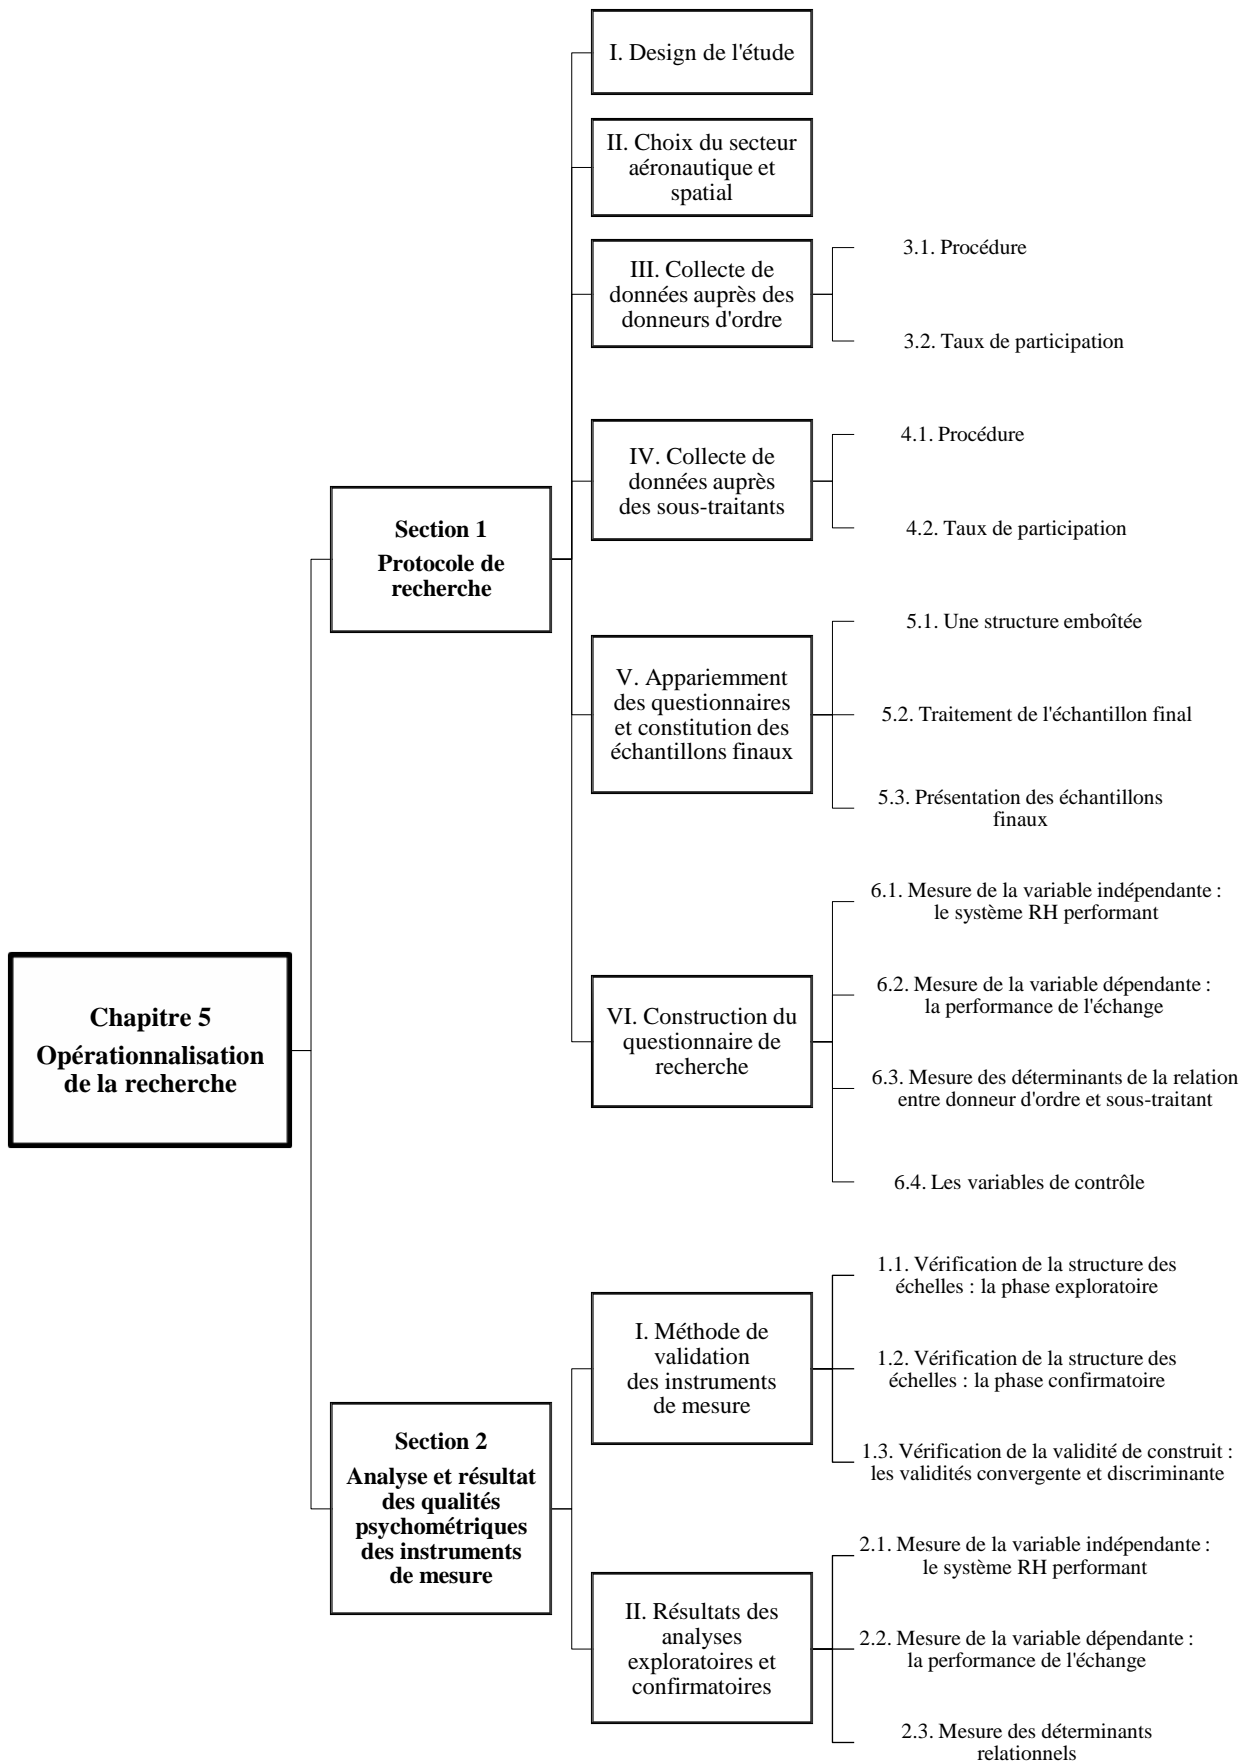 Chapitre 5
Opérationnalisation
de la recherche
Section 1
Protocole de
recherche
I. Design de l'étude
II. Choix du secteur
aéronautique et
spatial
III. Collecte de
données auprès des
donneurs d'ordre
3.1. Procédure
3.2. Taux de participation
IV. Collecte de
données auprès
des sous-traitants
4.1. Procédure
4.2. Taux de participation
V. Appariemment
des questionnaires
et constitution des
échantillons finaux
5.1. Une structure emboîtée
5.2. Traitement de l'échantillon final
5.3. Présentation des échantillons
finaux
VI. Construction du
questionnaire de
recherche
6.1. Mesure de la variable indépendante :
le système RH performant
6.2. Mesure de la variable dépendante :
la performance de l'échange
6.3. Mesure des déterminants de la relation
entre donneur d'ordre et sous-traitant
6.4. Les variables de contrôle
Section 2
Analyse et résultat
des qualités
psychométriques
des instruments
de mesure
I. Méthode de
validation
des instruments
de mesure
1.1. Vérification de la structure des
échelles : la phase exploratoire
1.2. Vérification de la structure des
échelles : la phase confirmatoire
1.3. Vérification de la validité de construit :
les validités convergente et discriminante
II. Résultats des
analyses
exploratoires et
confirmatoires
2.1. Mesure de la variable indépendante :
le système RH performant
2.2. Mesure de la variable dépendante :
la performance de l'échange
2.3. Mesure des déterminants
relationnels